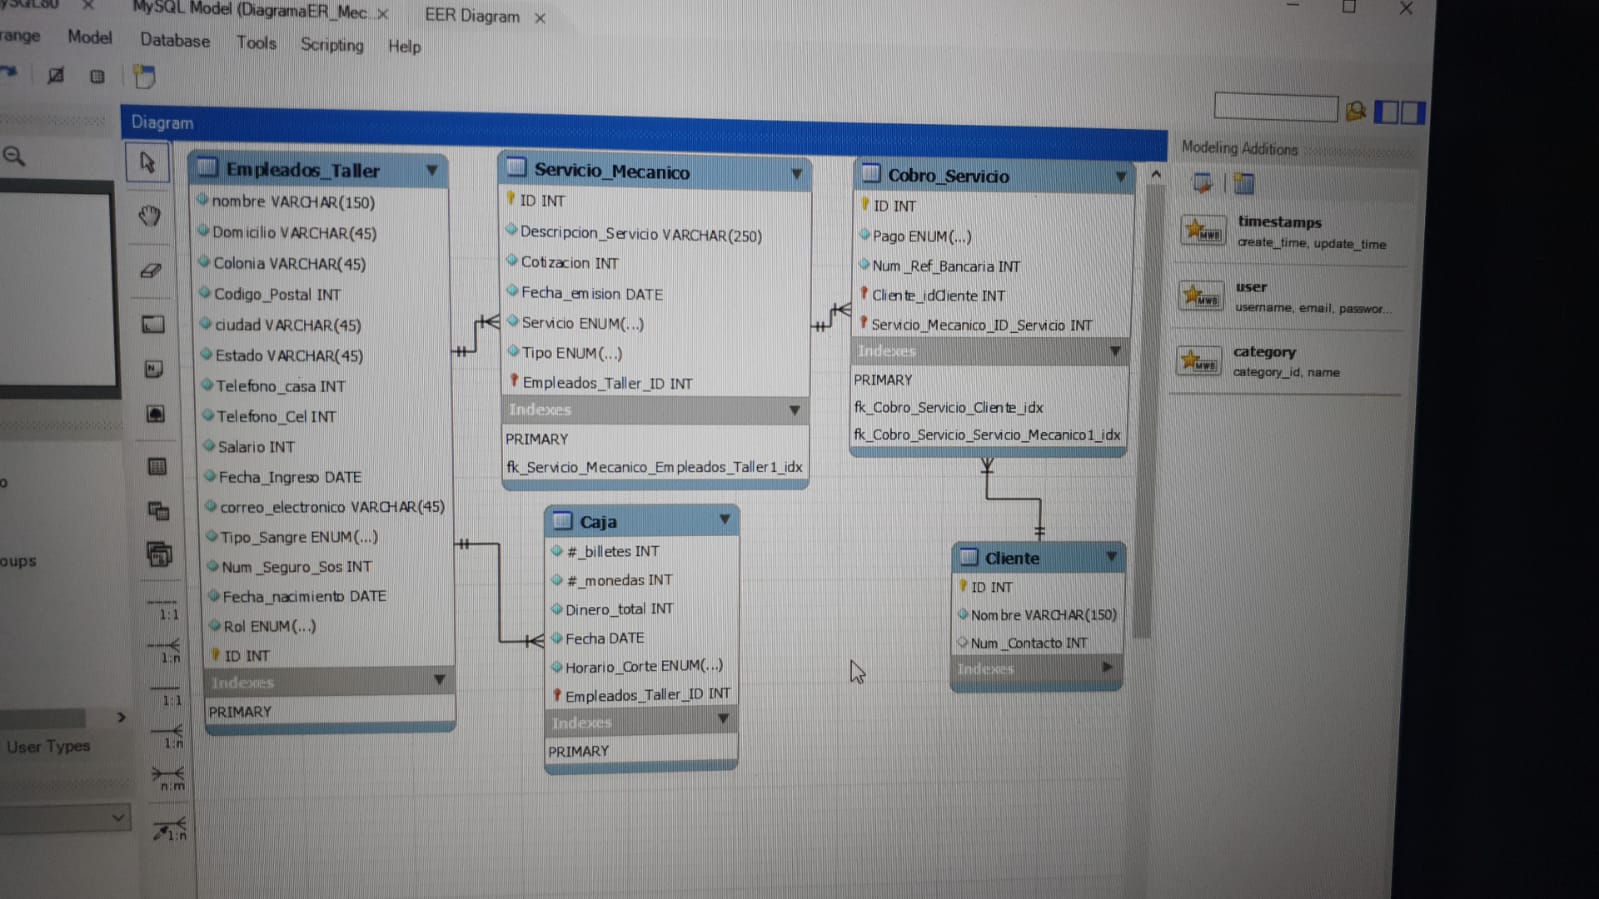 MySQL Model (DiagramaER_Mec...
EER Diagram
Model Database Tools Scripting Help
Diagram
Empleados_Taller
nombre VARCHAR(150)
Domicilio VARCHAR(45)
Colonia VARCHAR(45)
Codigo_Postal INT
ciudad VARCHAR(45)
Estado VARCHAR(45)
Telefono_casa INT
Telefono_Cel INT
Salario INT
Fecha_Ingreso DATE
correo_electronico VARCHAR(45)
Tipo_Sangre ENUM(...)
Num_Seguro_Sos INT
Fecha_nacimiento DATE
Rol ENUM(...)
ID INT
Indexes
PRIMARY
Servicio_Mecanico
ID INT
Descripcion_Servicio VARCHAR(250)
Cotizacion INT
Fecha_emision DATE
Servicio ENUM(...)
Tipo ENUM(...)
Empleados_Taller_ID INT
Indexes
PRIMARY
fk_Servicio_Mecanico_Empleados_Taller1_idx
Caja
#_billetes INT
#_monedas INT
Dinero_total INT
Fecha DATE
Horario_Corte ENUM(...)
Empleados_Taller_ID INT
Indexes
PRIMARY
Cobro_Servicio
ID INT
Pago ENUM(...)
Num_Ref_Bancaria INT
Cliente_idCliente INT
Servicio_Mecanico_ID_Servicio INT
Indexes
PRIMARY
fk_Cobro_Servicio_Cliente_idx
fk_Cobro_Servicio_Servicio_Mecanico1_idx
Cliente
ID INT
Nombre VARCHAR(150)
Num_Contacto INT
Indexes
Modeling Additions
timestamps
create_time, update_time
user
username, email, passwor...
category
category_id, name
MWB
MWB
MWB
1:1
1:n
1:1
1:n
n:m
1:n
oups
User Types